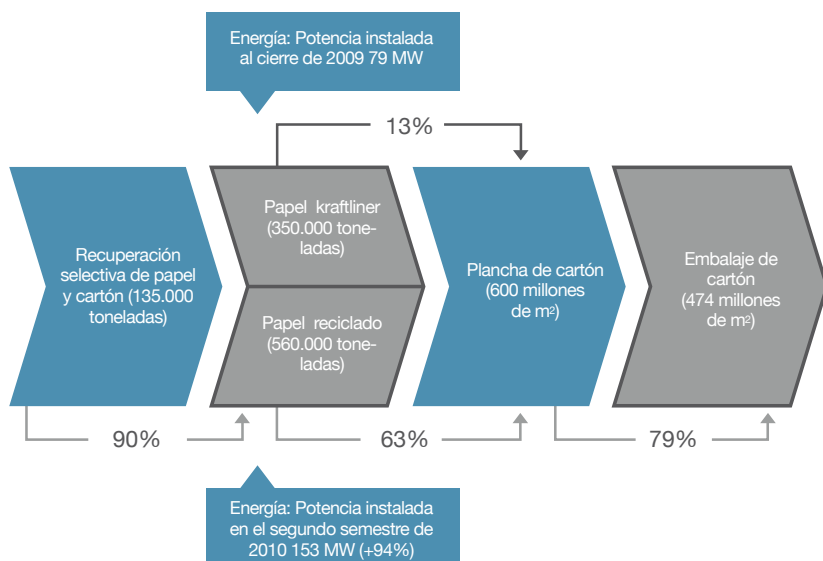 Energía: Potencia instalada
al cierre de 2009 79 MW
13%
Recuperación
selectiva de papel
y cartón (135.000
toneladas)
Papel kraftliner
(350.000 tone-
ladas)
Papel reciclado
(560.000 tone-
ladas)
Plancha de cartón
(600 millones
de m²)
Embalaje de
cartón
(474 millones
de m²)
90%
63%
79%
Energía: Potencia instalada
en el segundo semestre de
2010 153 MW (+94%)